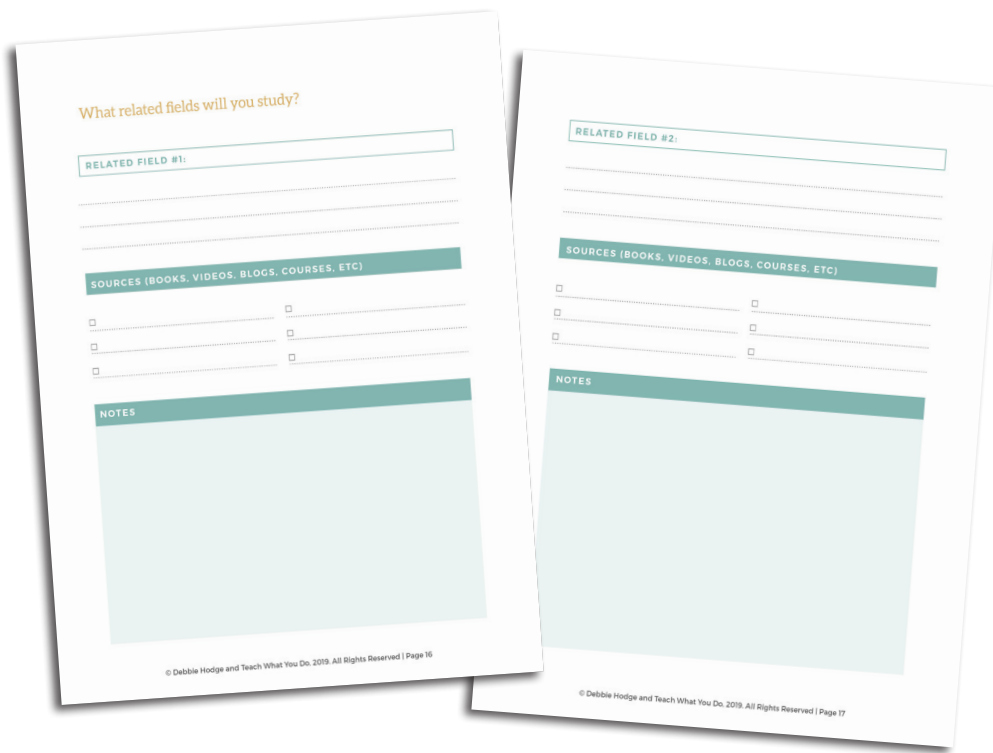 What related fields will you study?
RELATED FIELD #1:
SOURCES (BOOKS, VIDEOS, BLOGS, COURSES, ETC)
NOTES
© Debbie Hodge and Teach What You Do, 2019. All Rights Reserved | Page 16
RELATED FIELD #2:
SOURCES (BOOKS, VIDEOS, BLOGS, COURSES, ETC)
NOTES
© Debbie Hodge and Teach What You Do, 2019. All Rights Reserved | Page 17